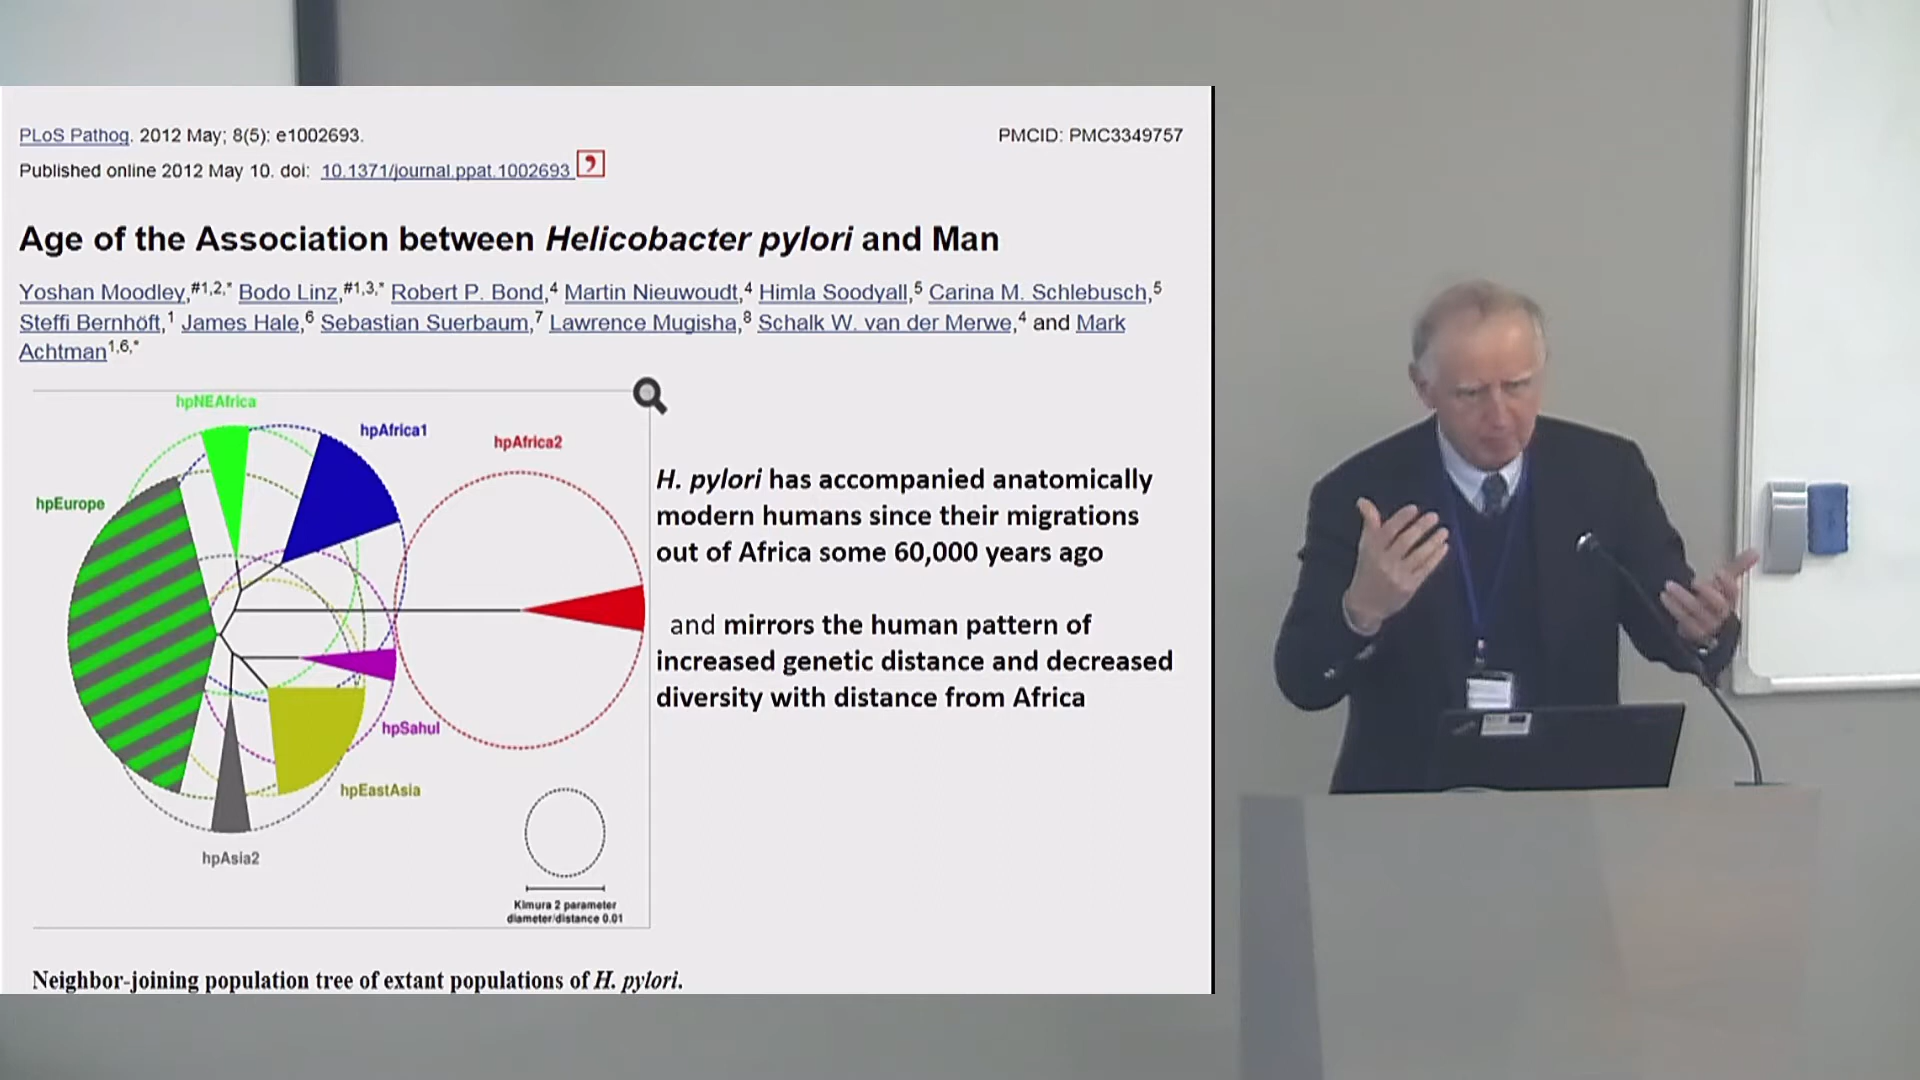 PLoS Pathog. 2012 May; 8(5): e1002693.
PMCID: PMC3349757
Published online 2012 May 10. doi: 10.1371/journal.ppat.1002693
Age of the Association between Helicobacter pylori and Man
Yoshan Moodley,#1,2,* Bodo Linz,#1,3,* Robert P. Bond,4 Martin Nieuwoudt,4 Himla Soodyall,5 Carina M. Schlebusch,5
Steffi Bernhöft,1 James Hale,6 Sebastian Suerbaum,7 Lawrence Mugisha,8 Schalk W. van der Merwe,4 and Mark
Achtman1,6,*
hpNEAfrica
hpAfrica1
hpAfrica2
hpEurope
hpSahul
hpEastAsia
hpAsia2
Kimura 2 parameter
diameter/distance 0.01
H. pylori has accompanied anatomically
modern humans since their migrations
out of Africa some 60,000 years ago
and mirrors the human pattern of
increased genetic distance and decreased
diversity with distance from Africa
Neighbor-joining population tree of extant populations of H. pylori.